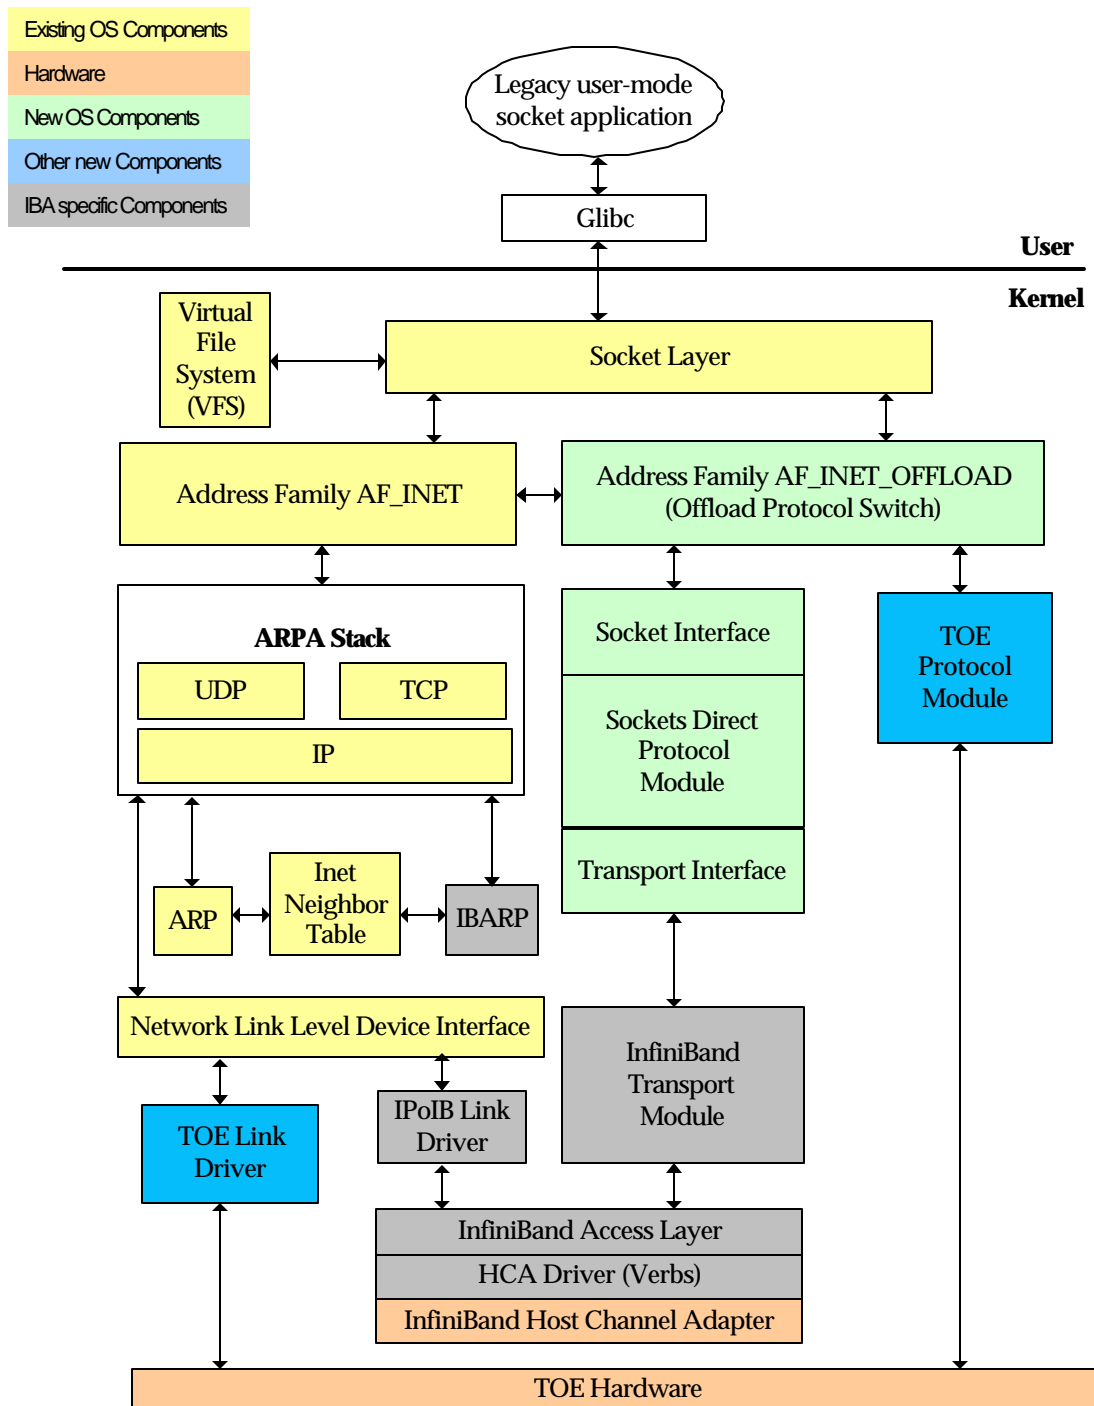 Existing OS Components
Hardware
New OS Components
Other new Components
IBA specific Components
Legacy user-mode
socket application
Glibc
User
Kernel
Virtual
File
System
(VFS)
Socket Layer
Address Family AF_INET
Address Family AF_INET_OFFLOAD
(Offload Protocol Switch)
ARPA Stack
UDP
TCP
IP
Socket Interface
Sockets Direct
Protocol
Module
Transport Interface
TOE
Protocol
Module
ARP
Inet
Neighbor
Table
IBARP
Network Link Level Device Interface
InfiniBand
Transport
Module
TOE Link
Driver
IPoIB Link
Driver
InfiniBand Access Layer
HCA Driver (Verbs)
InfiniBand Host Channel Adapter
TOE Hardware